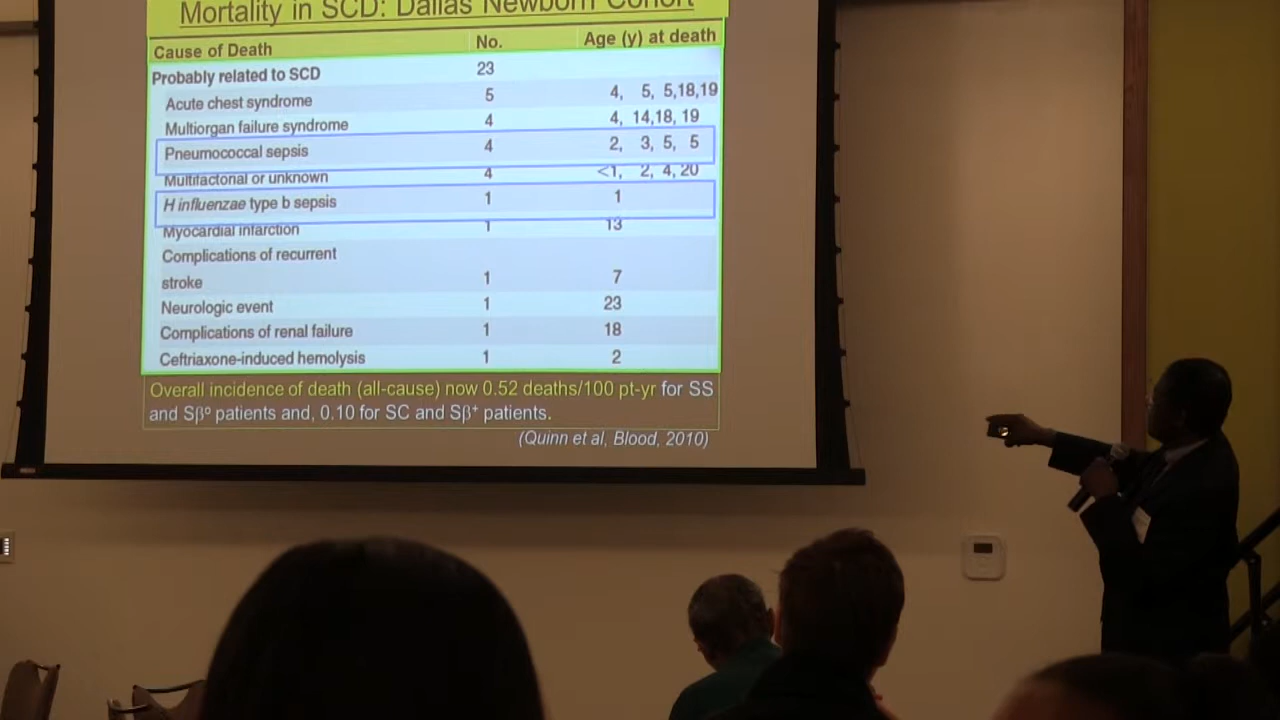 Mortality in SCD: Dallas Newborn Cohort
Cause of Death No. Age (y) at death
Probably related to SCD 23
Acute chest syndrome 5 4, 5, 5,18,19
Multiorgan failure syndrome 4 4, 14,18, 19
Pneumococcal sepsis 4 2, 3, 5, 5
Multifactorial or unknown 4 <1, 2, 4, 20
H influenzae type b sepsis 1 1
Myocardial infarction 1 13
Complications of recurrent
stroke 1 7
Neurologic event 1 23
Complications of renal failure 1 18
Ceftriaxone-induced hemolysis 1 2
Overall incidence of death (all-cause) now 0.52 deaths/100 pt-yr for SS
and Sβ⁰ patients and, 0.10 for SC and Sβ⁺ patients.
(Quinn et al, Blood, 2010)